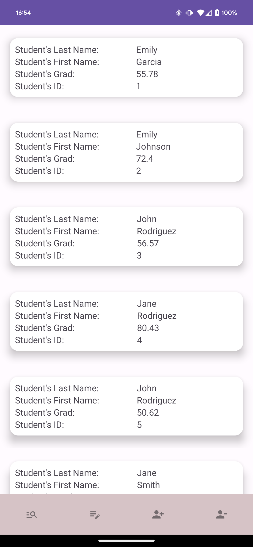 16:54 100%
Student's Last Name: Emily
Student's First Name: Garcia
Student's Grad: 55.78
Student's ID: 1
Student's Last Name: Emily
Student's First Name: Johnson
Student's Grad: 72.4
Student's ID: 2
Student's Last Name: John
Student's First Name: Rodriguez
Student's Grad: 56.57
Student's ID: 3
Student's Last Name: Jane
Student's First Name: Rodriguez
Student's Grad: 80.43
Student's ID: 4
Student's Last Name: John
Student's First Name: Rodriguez
Student's Grad: 50.62
Student's ID: 5
Student's Last Name: Jane
Student's First Name: Smith